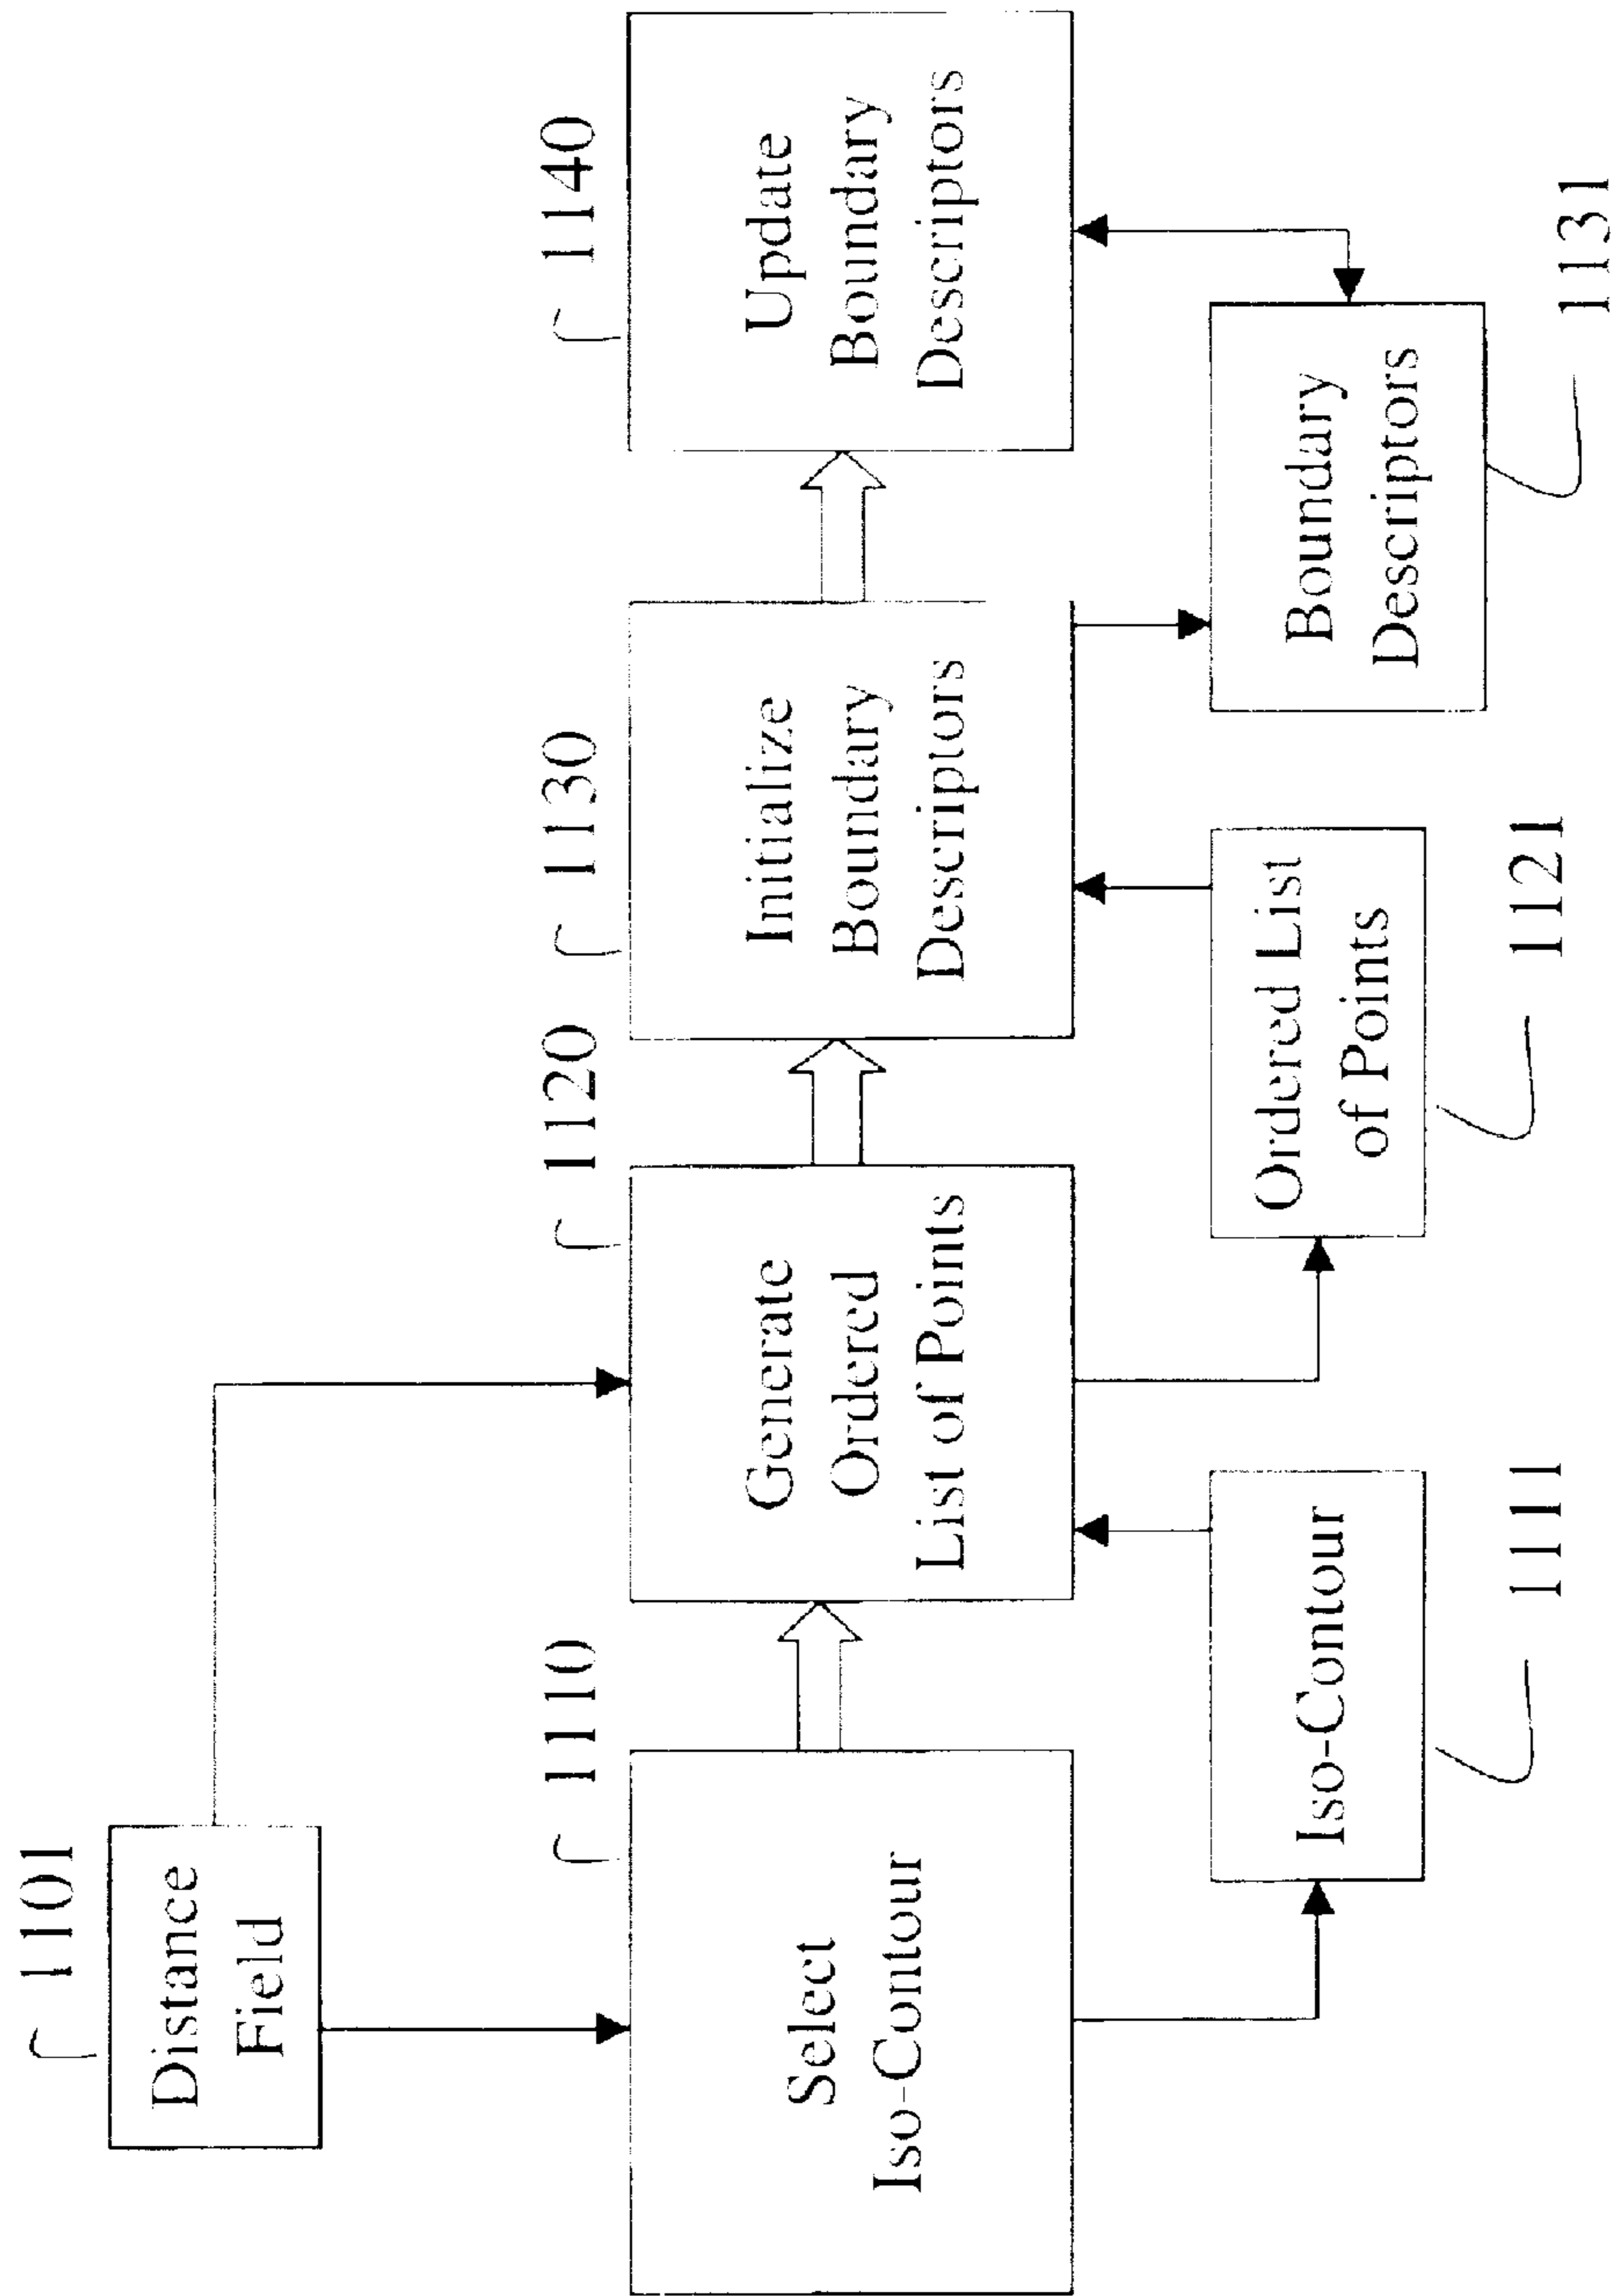 1101
Distance
Field
1110
Select
Iso-Contour
1120
Generate
Ordered
List of Points
1130
Initialize
Boundary
Descriptors
1140
Update
Boundary
Descriptors
Iso-Contour
1111
Ordered List
of Points
1121
Boundary
Descriptors
1131